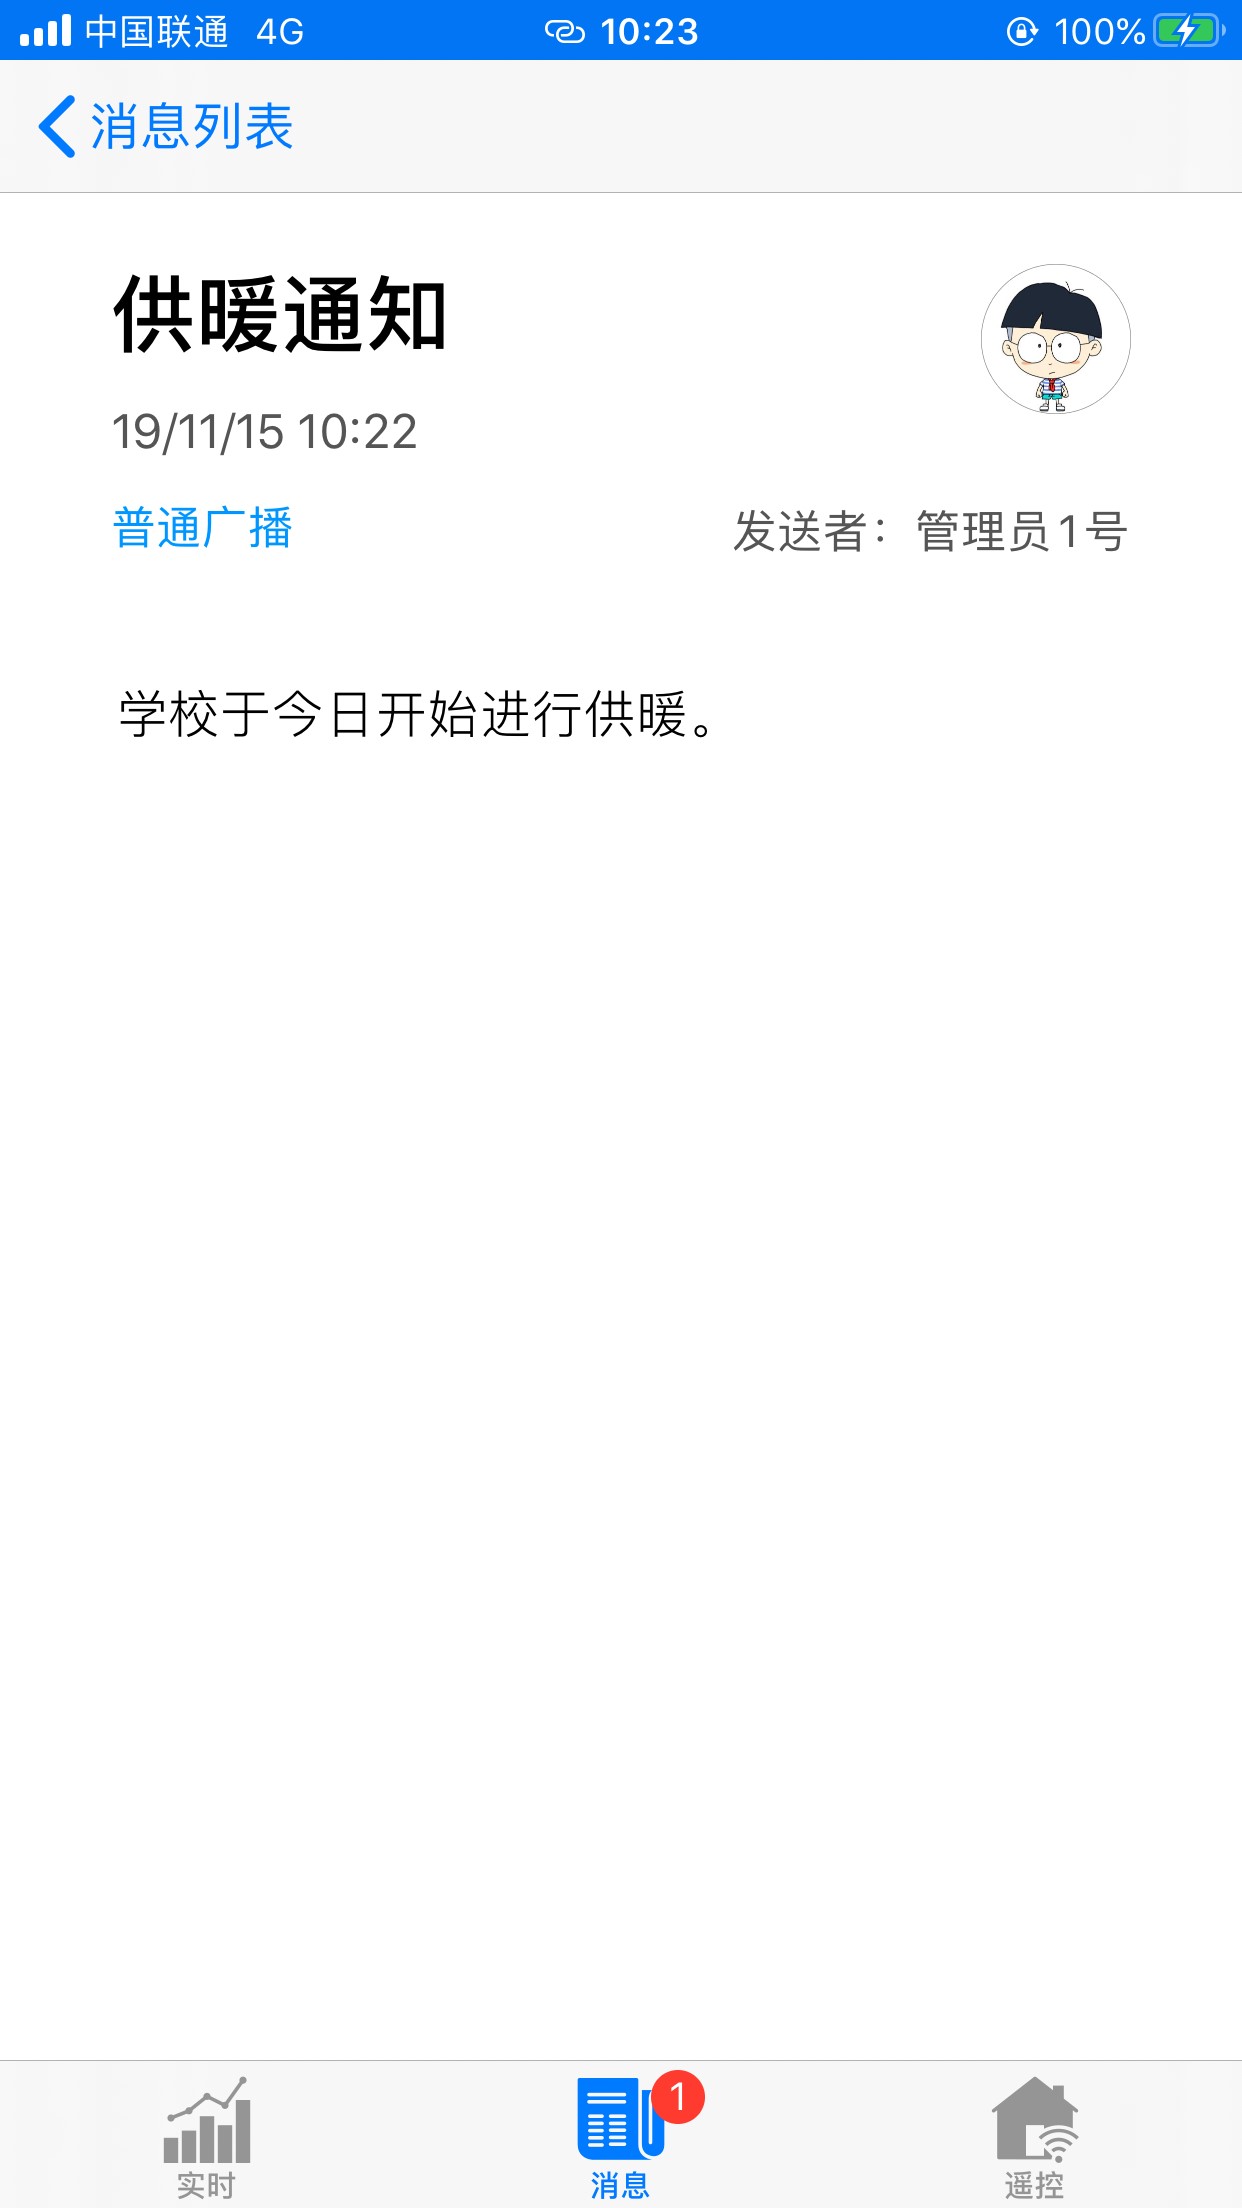 中国联通 4G 10:23 100%
消息列表
供暖通知
19/11/15 10:22
普通广播 发送者：管理员1号
学校于今日开始进行供暖。
1
实时 消息 遥控